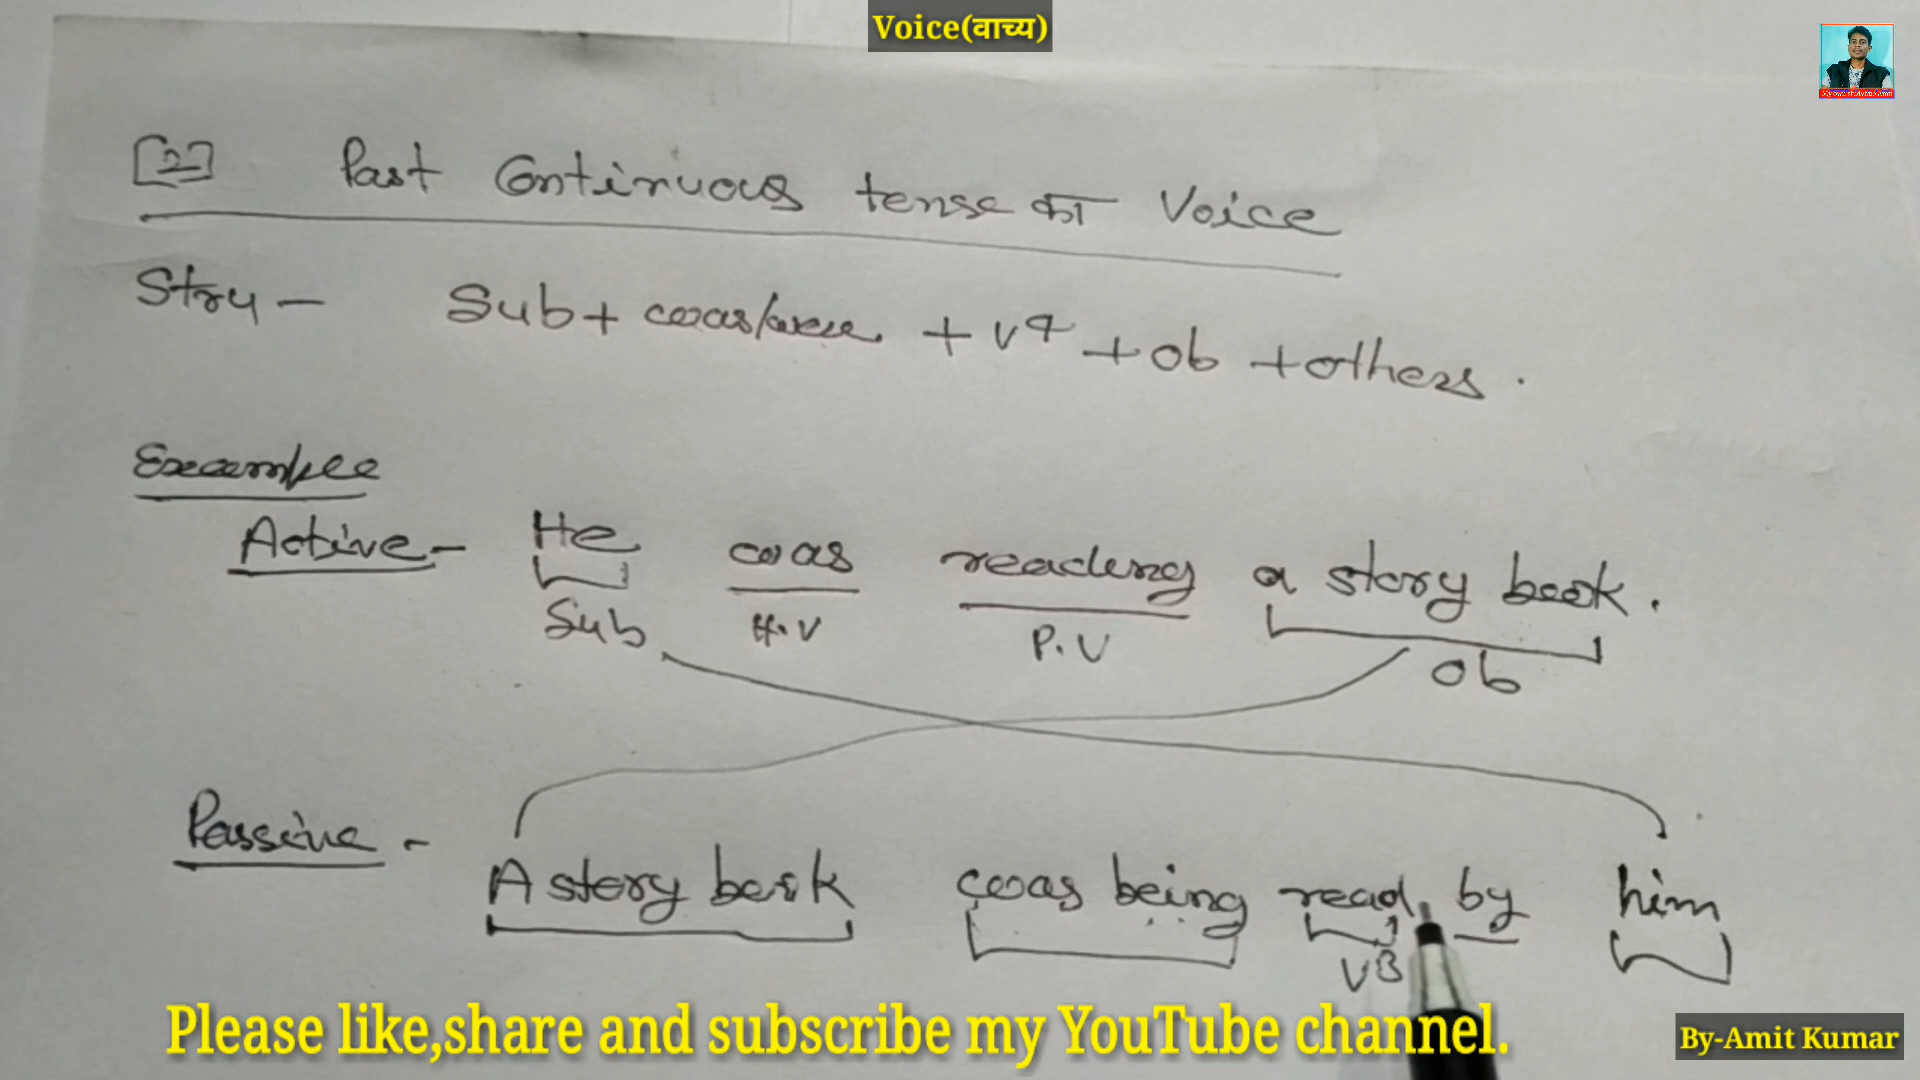 Voice(वाच्य)
[2] Past Continuous tense का Voice
Stru - Sub + was/were + v4 + ob + others.
Example
Active - He was reading a story book.
Sub H.V P.V ob
Passive - A story book was being read by him
v3
Please like,share and subscribe my YouTube channel.
By-Amit Kumar